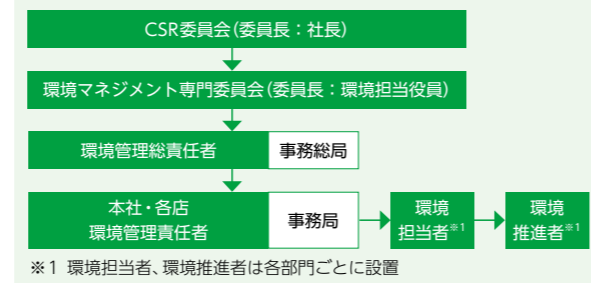 CSR委員会(委員長：社長)
環境マネジメント専門委員会(委員長：環境担当役員)
環境管理総責任者 事務総局
本社・各店
環境管理責任者
事務局
環境
担当者※1
環境
推進者※1
※1 環境担当者、環境推進者は各部門ごとに設置